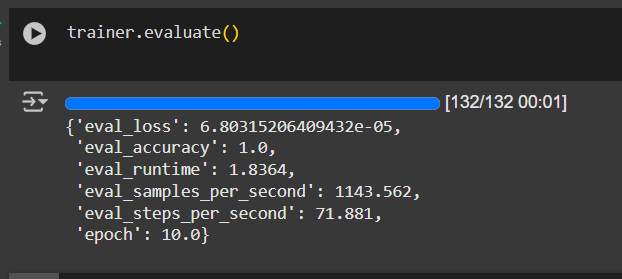 trainer.evaluate()
[132/132 00:01]
{'eval_loss': 6.80315206409432e-05,
'eval_accuracy': 1.0,
'eval_runtime': 1.8364,
'eval_samples_per_second': 1143.562,
'eval_steps_per_second': 71.881,
'epoch': 10.0}